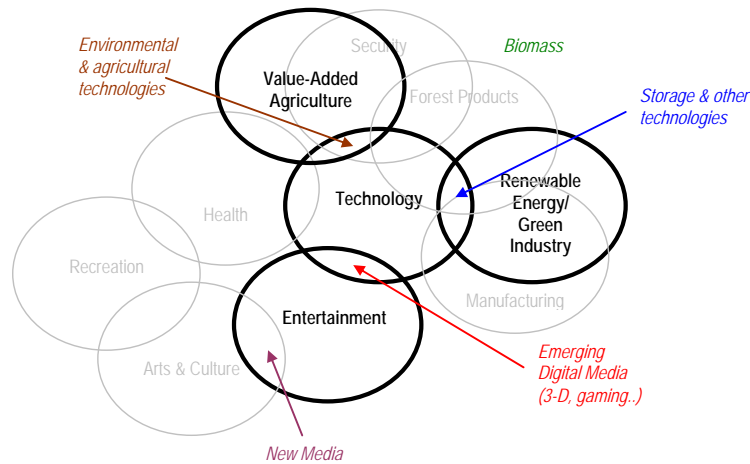 Environmental
& agricultural
technologies
Security
Biomass
Value-Added
Agriculture
Forest Products
Storage & other
technologies
Technology
Renewable
Energy/
Green
Industry
Health
Recreation
Manufacturing
Entertainment
Arts & Culture
Emerging
Digital Media
(3-D, gaming..)
New Media